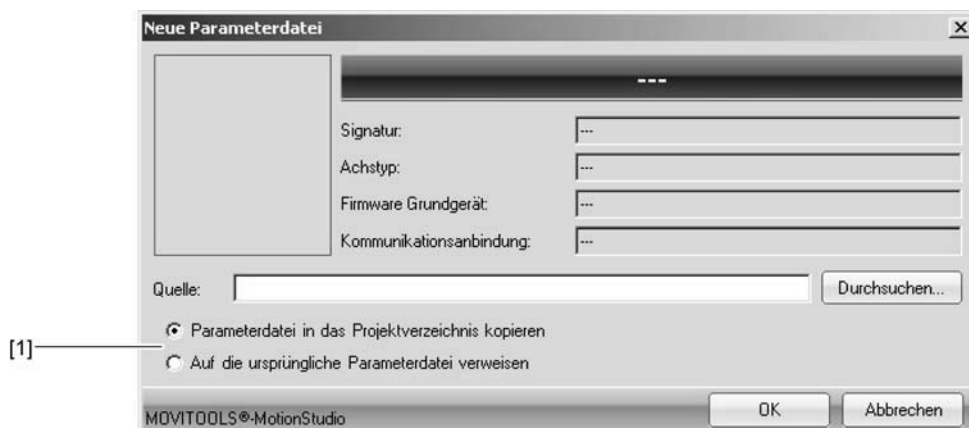 Neue Parameterdatei
---
Signatur: ---
Achstyp: ---
Firmware Grundgerät: ---
Kommunikationsanbindung: ---
Quelle: Durchsuchen...
[1]
Parameterdatei in das Projektverzeichnis kopieren
Auf die ursprüngliche Parameterdatei verweisen
MOVITOOLS®-MotionStudio OK Abbrechen